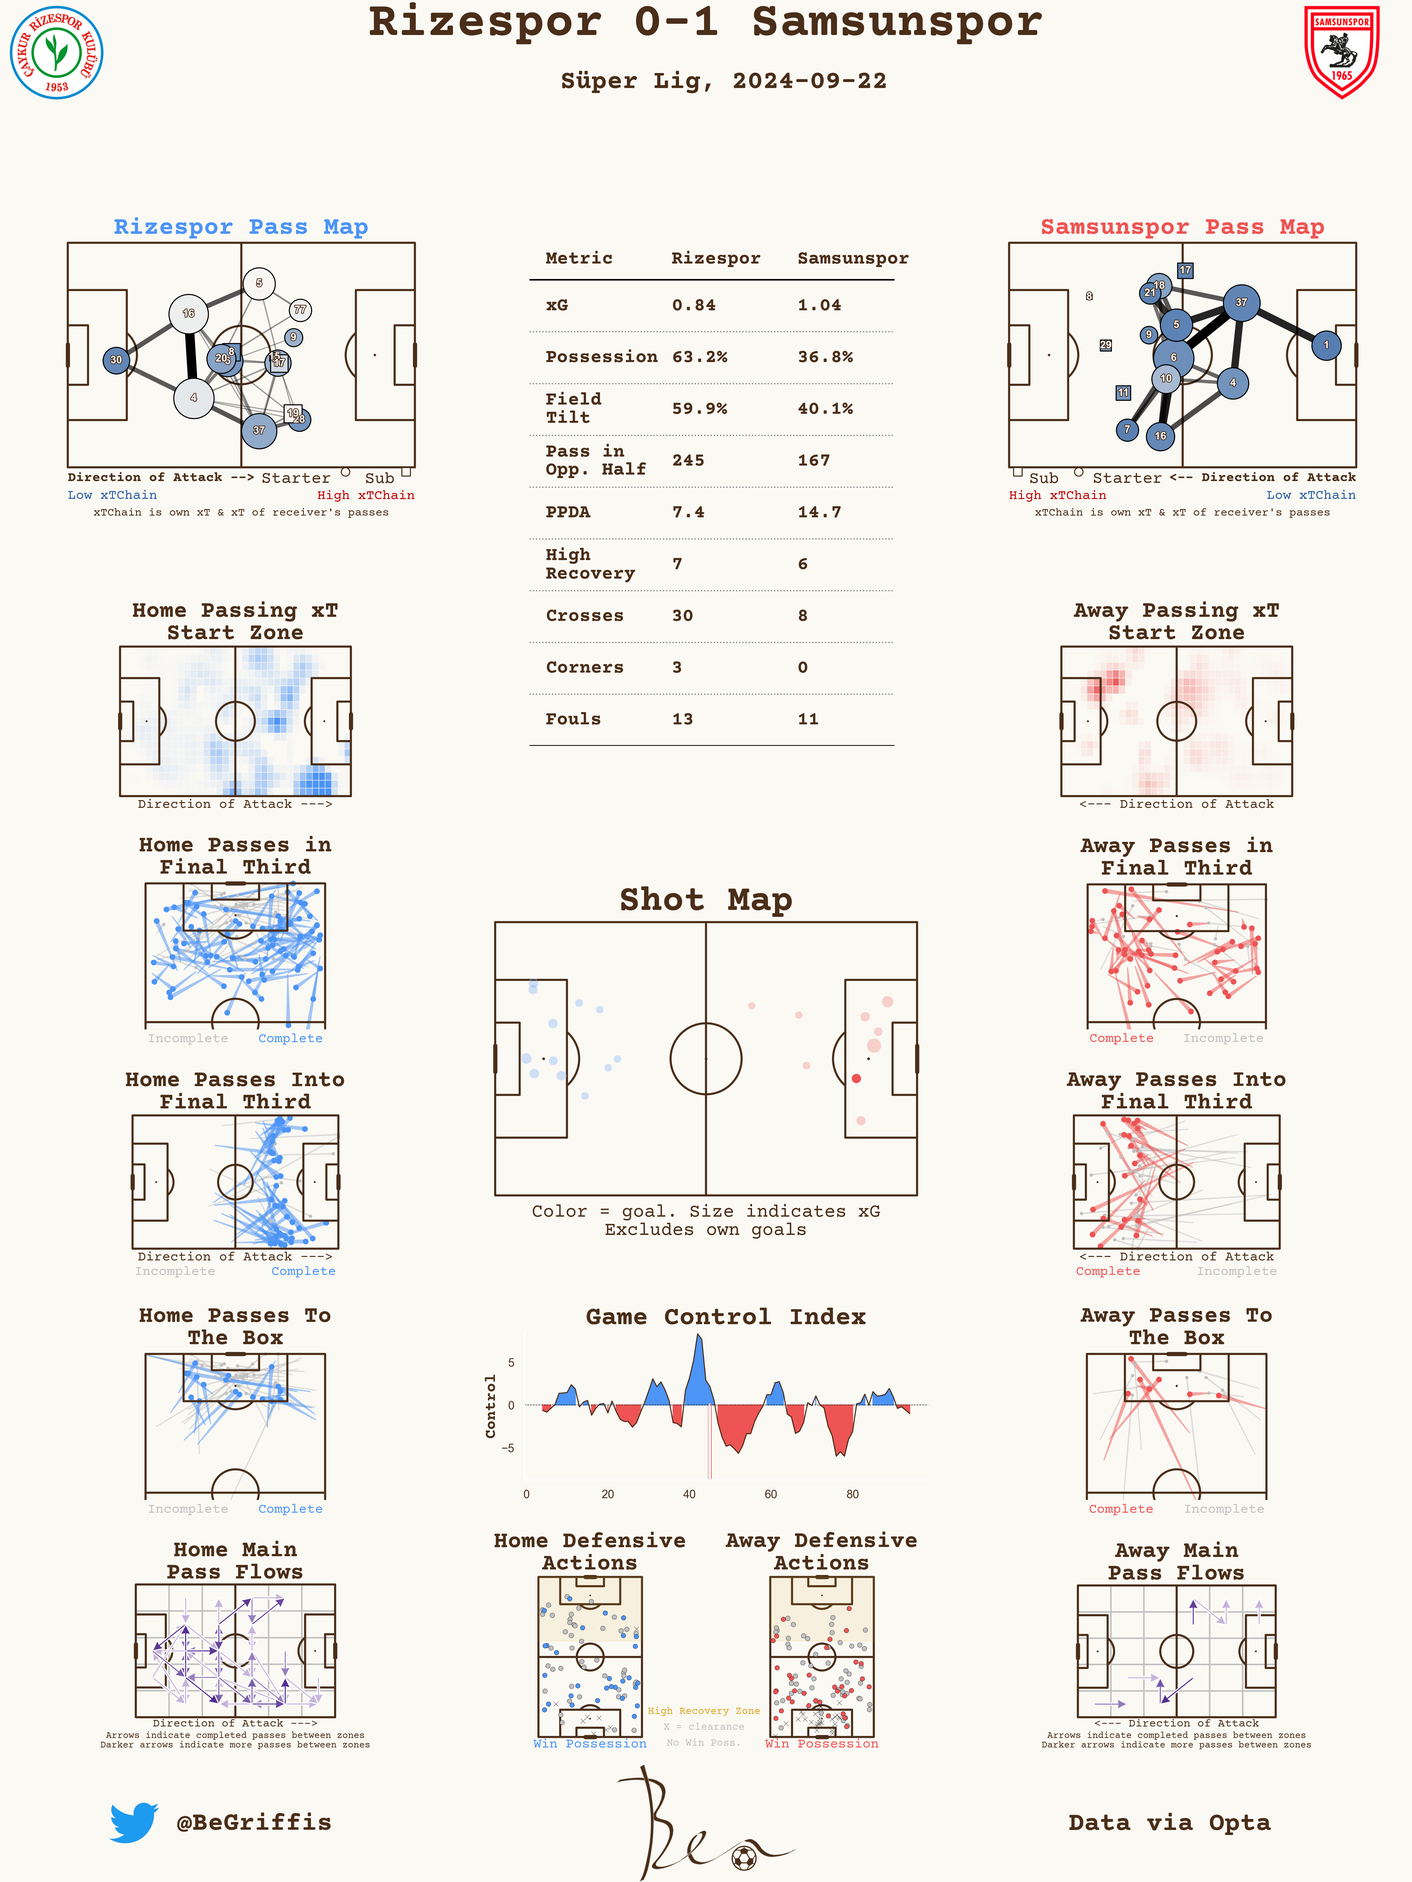 Rizespor 0-1 Samsunspor
Süper Lig, 2024-09-22
ÇAYKUR RİZESPOR KULÜBÜ
1953
SAMSUNSPOR
1965
Rizespor Pass Map
5
77
16
9
8
20
30
17
4
19
28
37
Direction of Attack --> Starter Sub
Low xTChain High xTChain
xTChain is own xT & xT of receiver's passes
Metric Rizespor Samsunspor
xG 0.84 1.04
Possession 63.2% 36.8%
Field Tilt 59.9% 40.1%
Pass in Opp. Half 245 167
PPDA 7.4 14.7
High Recovery 7 6
Crosses 30 8
Corners 3 0
Fouls 13 11
Samsunspor Pass Map
17
18
21
8
37
5
9
29
1
6
10
4
11
7
16
Sub Starter <-- Direction of Attack
High xTChain Low xTChain
xTChain is own xT & xT of receiver's passes
Home Passing xT
Start Zone
Direction of Attack --->
Away Passing xT
Start Zone
<--- Direction of Attack
Home Passes in
Final Third
Incomplete Complete
Away Passes in
Final Third
Complete Incomplete
Shot Map
Color = goal. Size indicates xG
Excludes own goals
Home Passes Into
Final Third
Direction of Attack --->
Incomplete Complete
Away Passes Into
Final Third
<--- Direction of Attack
Complete Incomplete
Home Passes To
The Box
Incomplete Complete
Game Control Index
Control
5
0
−5
0 20 40 60 80
Away Passes To
The Box
Complete Incomplete
Home Main
Pass Flows
Direction of Attack --->
Arrows indicate completed passes between zones
Darker arrows indicate more passes between zones
Home Defensive
Actions
Win Possession
Away Defensive
Actions
Win Possession
High Recovery Zone
X = clearance
No Win Poss.
Away Main
Pass Flows
<--- Direction of Attack
Arrows indicate completed passes between zones
Darker arrows indicate more passes between zones
@BeGriffis
Ben
Data via Opta